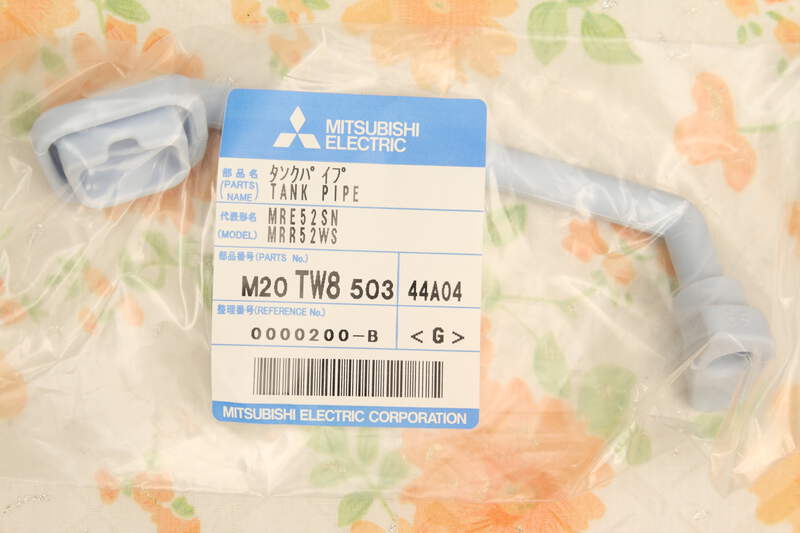 MITSUBISHI
ELECTRIC
部品名
(PARTS NAME)
ﾀﾝｸﾊﾟｲﾌﾟ
TANK PIPE
代表形名
(MODEL)
MRE52SN
MRR52WS
部品番号(PARTS No.)
M20 TW8 503 44A04
整理番号(REFERENCE No.)
0000200-B <G>
MITSUBISHI ELECTRIC CORPORATION